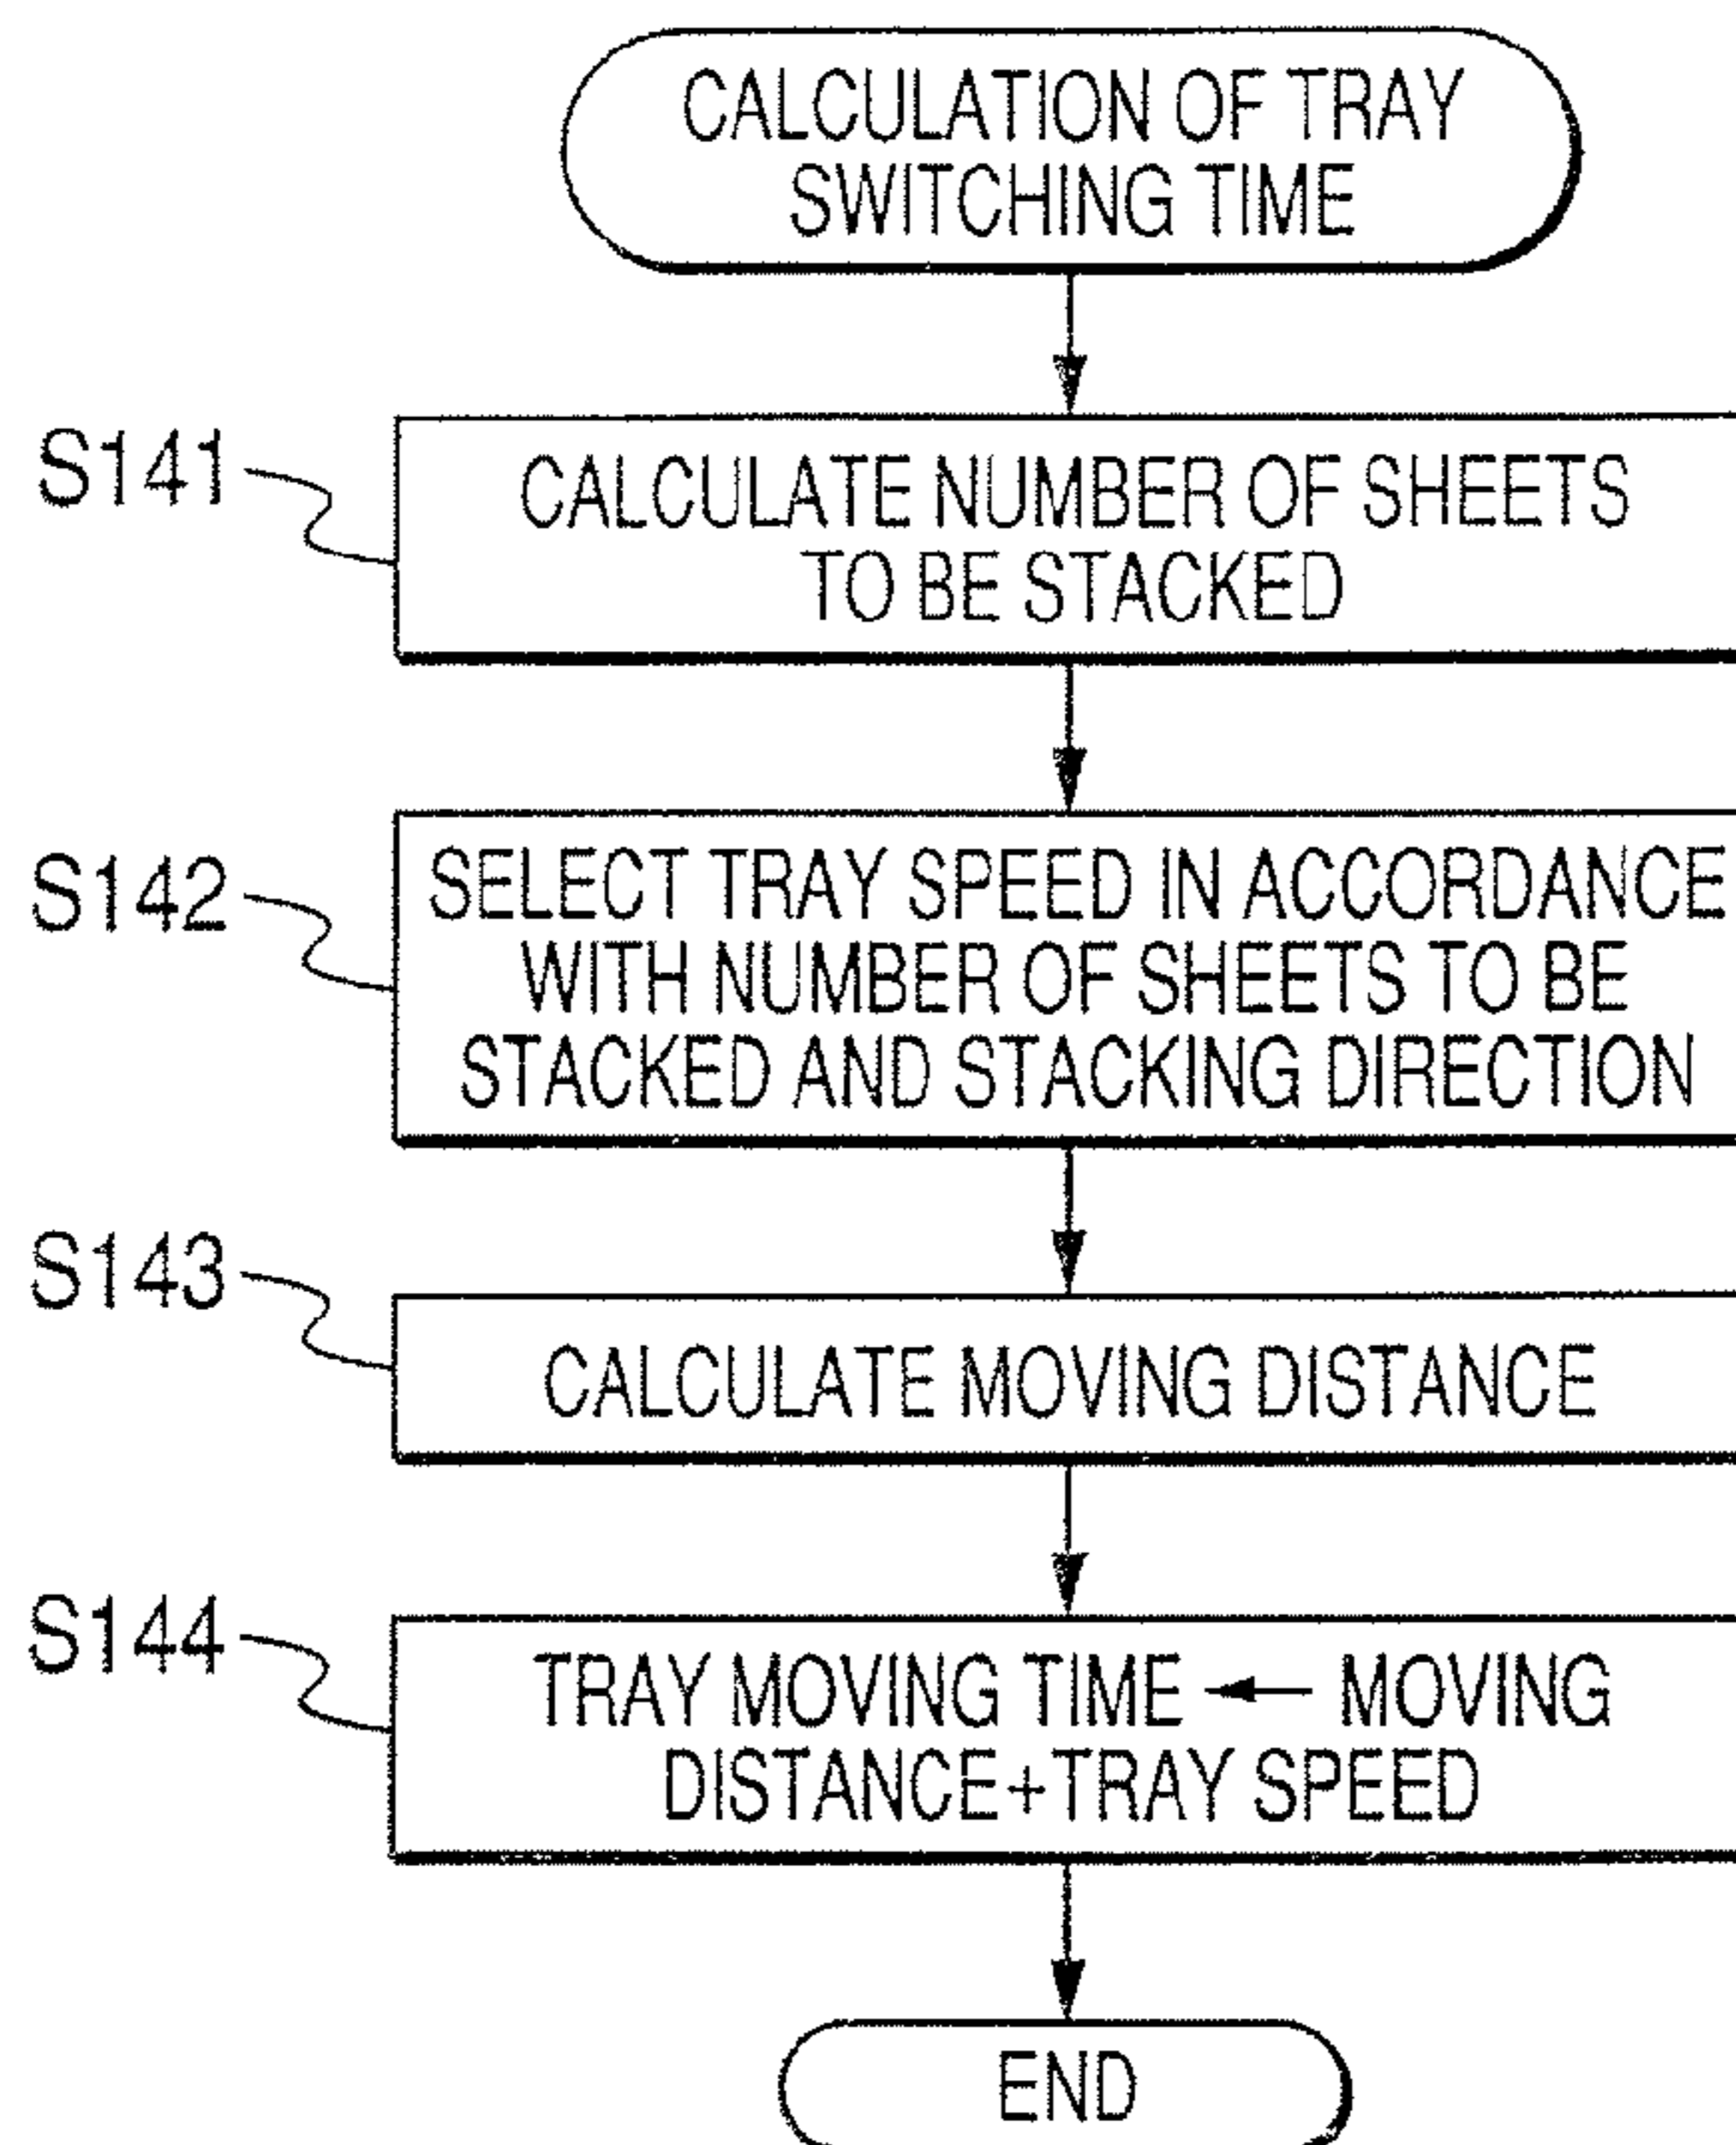 CALCULATION OF TRAY
SWITCHING TIME
S141
CALCULATE NUMBER OF SHEETS
TO BE STACKED
S142
SELECT TRAY SPEED IN ACCORDANCE
WITH NUMBER OF SHEETS TO BE
STACKED AND STACKING DIRECTION
S143
CALCULATE MOVING DISTANCE
S144
TRAY MOVING TIME ← MOVING
DISTANCE+TRAY SPEED
END